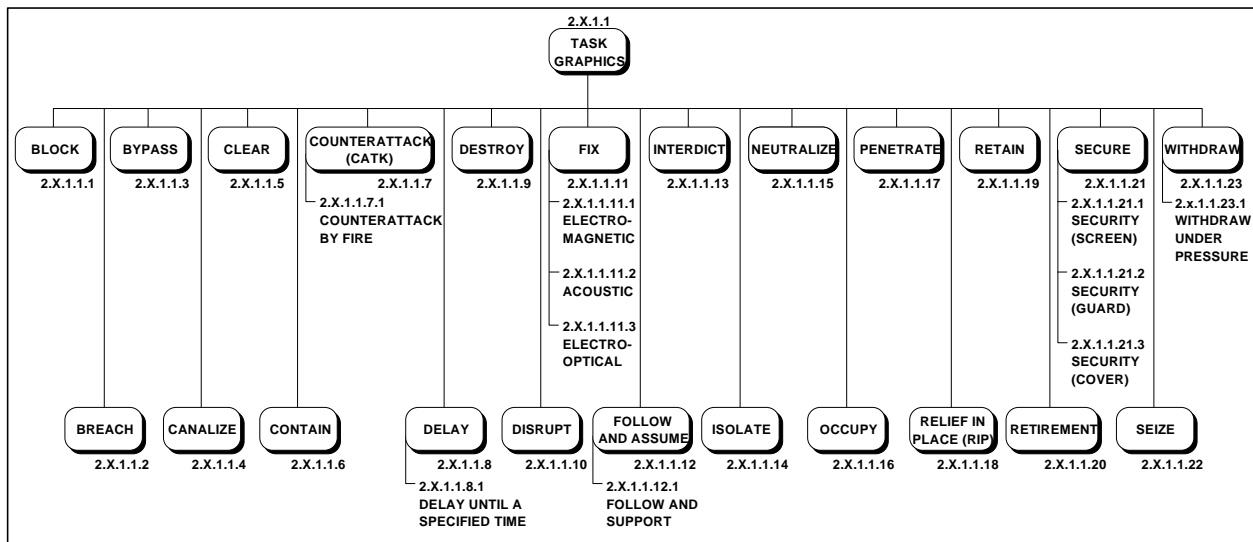 2.X.1.1
TASK
GRAPHICS
BLOCK
2.X.1.1.1
BYPASS
2.X.1.1.3
CLEAR
2.X.1.1.5
COUNTERATTACK
(CATK)
2.X.1.1.7
2.X.1.1.7.1
COUNTERATTACK
BY FIRE
DESTROY
2.X.1.1.9
FIX
2.X.1.1.11
2.X.1.1.11.1
ELECTRO-
MAGNETIC
2.X.1.1.11.2
ACOUSTIC
2.X.1.1.11.3
ELECTRO-
OPTICAL
INTERDICT
2.X.1.1.13
NEUTRALIZE
2.X.1.1.15
PENETRATE
2.X.1.1.17
RETAIN
2.X.1.1.19
SECURE
2.X.1.1.21
2.X.1.1.21.1
SECURITY
(SCREEN)
2.X.1.1.21.2
SECURITY
(GUARD)
2.X.1.1.21.3
SECURITY
(COVER)
WITHDRAW
2.X.1.1.23
2.x.1.1.23.1
WITHDRAW
UNDER
PRESSURE
BREACH
2.X.1.1.2
CANALIZE
2.X.1.1.4
CONTAIN
2.X.1.1.6
DELAY
2.X.1.1.8
2.X.1.1.8.1
DELAY UNTIL A
SPECIFIED TIME
DISRUPT
2.X.1.1.10
FOLLOW
AND ASSUME
2.X.1.1.12
2.X.1.1.12.1
FOLLOW AND
SUPPORT
ISOLATE
2.X.1.1.14
OCCUPY
2.X.1.1.16
RELIEF IN
PLACE (RIP)
2.X.1.1.18
RETIREMENT
2.X.1.1.20
SEIZE
2.X.1.1.22